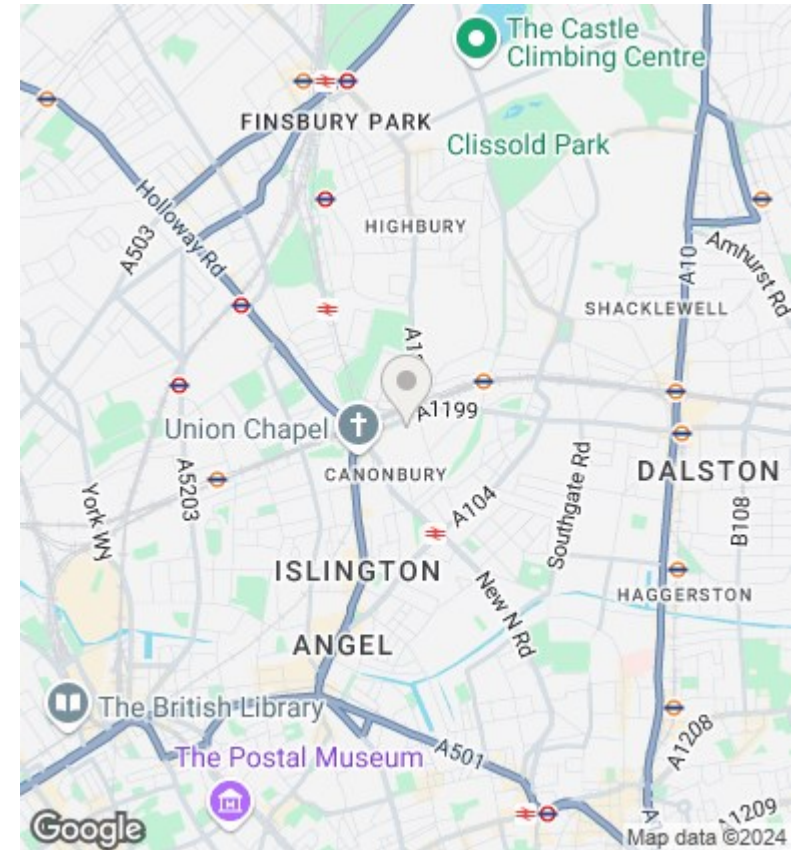 The Castle
Climbing Centre
FINSBURY PARK
Clissold Park
Holloway Rd
A503
HIGHBURY
A10
Amhurst Rd
SHACKLEWELL
A1199
Union Chapel
CANONBURY
A5203
York Wy
A104
Southgate Rd
DALSTON
B108
ISLINGTON
New N Rd
HAGGERSTON
ANGEL
The British Library
A501
A1208
The Postal Museum
A1209
Google
Map data ©2024